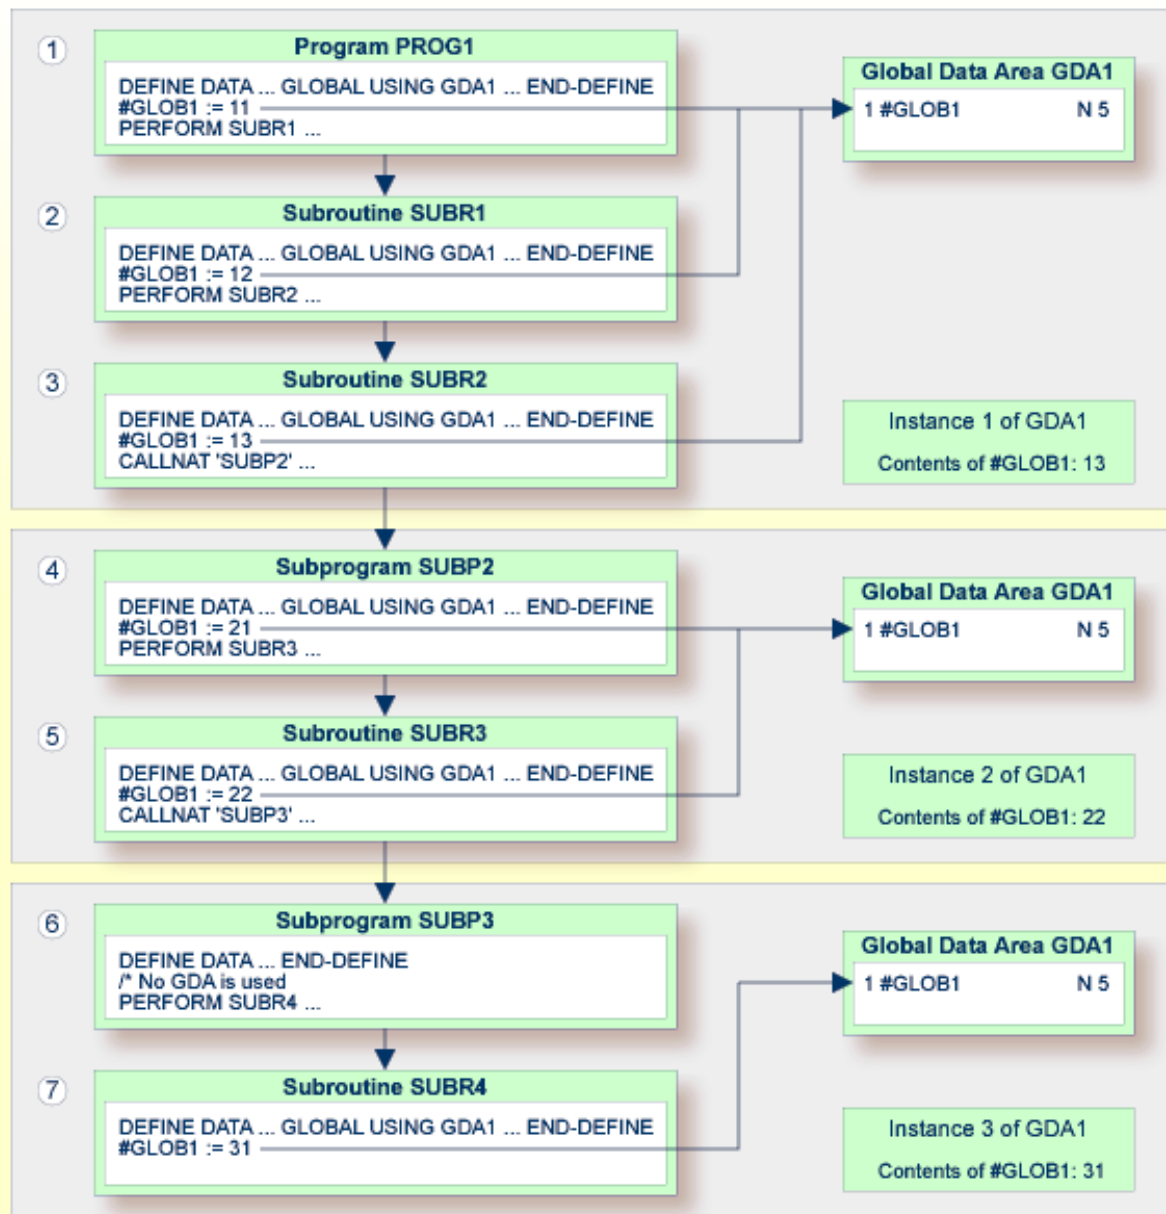 1
Program PROG1
DEFINE DATA ... GLOBAL USING GDA1 ... END-DEFINE
#GLOB1 := 11
PERFORM SUBR1 ...
Global Data Area GDA1
1 #GLOB1 N 5
2
Subroutine SUBR1
DEFINE DATA ... GLOBAL USING GDA1 ... END-DEFINE
#GLOB1 := 12
PERFORM SUBR2 ...
3
Subroutine SUBR2
DEFINE DATA ... GLOBAL USING GDA1 ... END-DEFINE
#GLOB1 := 13
CALLNAT 'SUBP2' ...
Instance 1 of GDA1
Contents of #GLOB1: 13
4
Subprogram SUBP2
DEFINE DATA ... GLOBAL USING GDA1 ... END-DEFINE
#GLOB1 := 21
PERFORM SUBR3 ...
Global Data Area GDA1
1 #GLOB1 N 5
5
Subroutine SUBR3
DEFINE DATA ... GLOBAL USING GDA1 ... END-DEFINE
#GLOB1 := 22
CALLNAT 'SUBP3' ...
Instance 2 of GDA1
Contents of #GLOB1: 22
6
Subprogram SUBP3
DEFINE DATA ... END-DEFINE
/* No GDA is used
PERFORM SUBR4 ...
Global Data Area GDA1
1 #GLOB1 N 5
7
Subroutine SUBR4
DEFINE DATA ... GLOBAL USING GDA1 ... END-DEFINE
#GLOB1 := 31
Instance 3 of GDA1
Contents of #GLOB1: 31